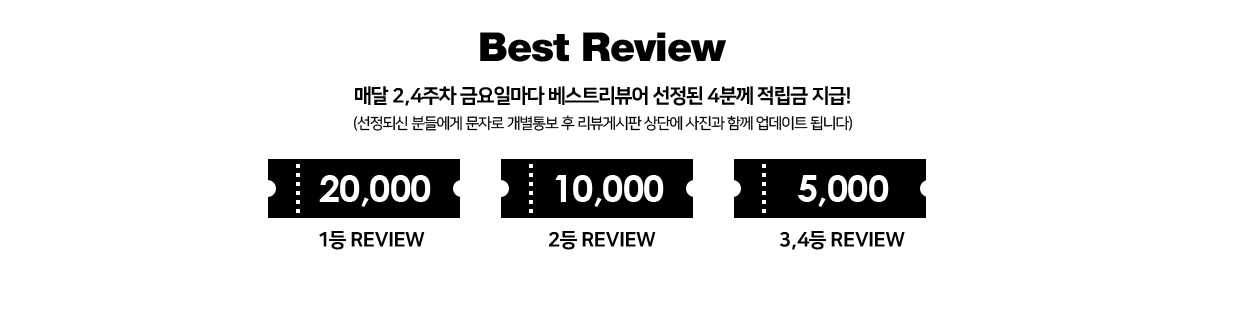 Best Review
매달 2,4주차 금요일마다 베스트리뷰어 선정된 4분께 적립금 지급!
(선정되신 분들에게 문자로 개별통보 후 리뷰게시판 상단에 사진과 함께 업데이트 됩니다)
20,000 10,000 5,000
1등 REVIEW 2등 REVIEW 3,4등 REVIEW